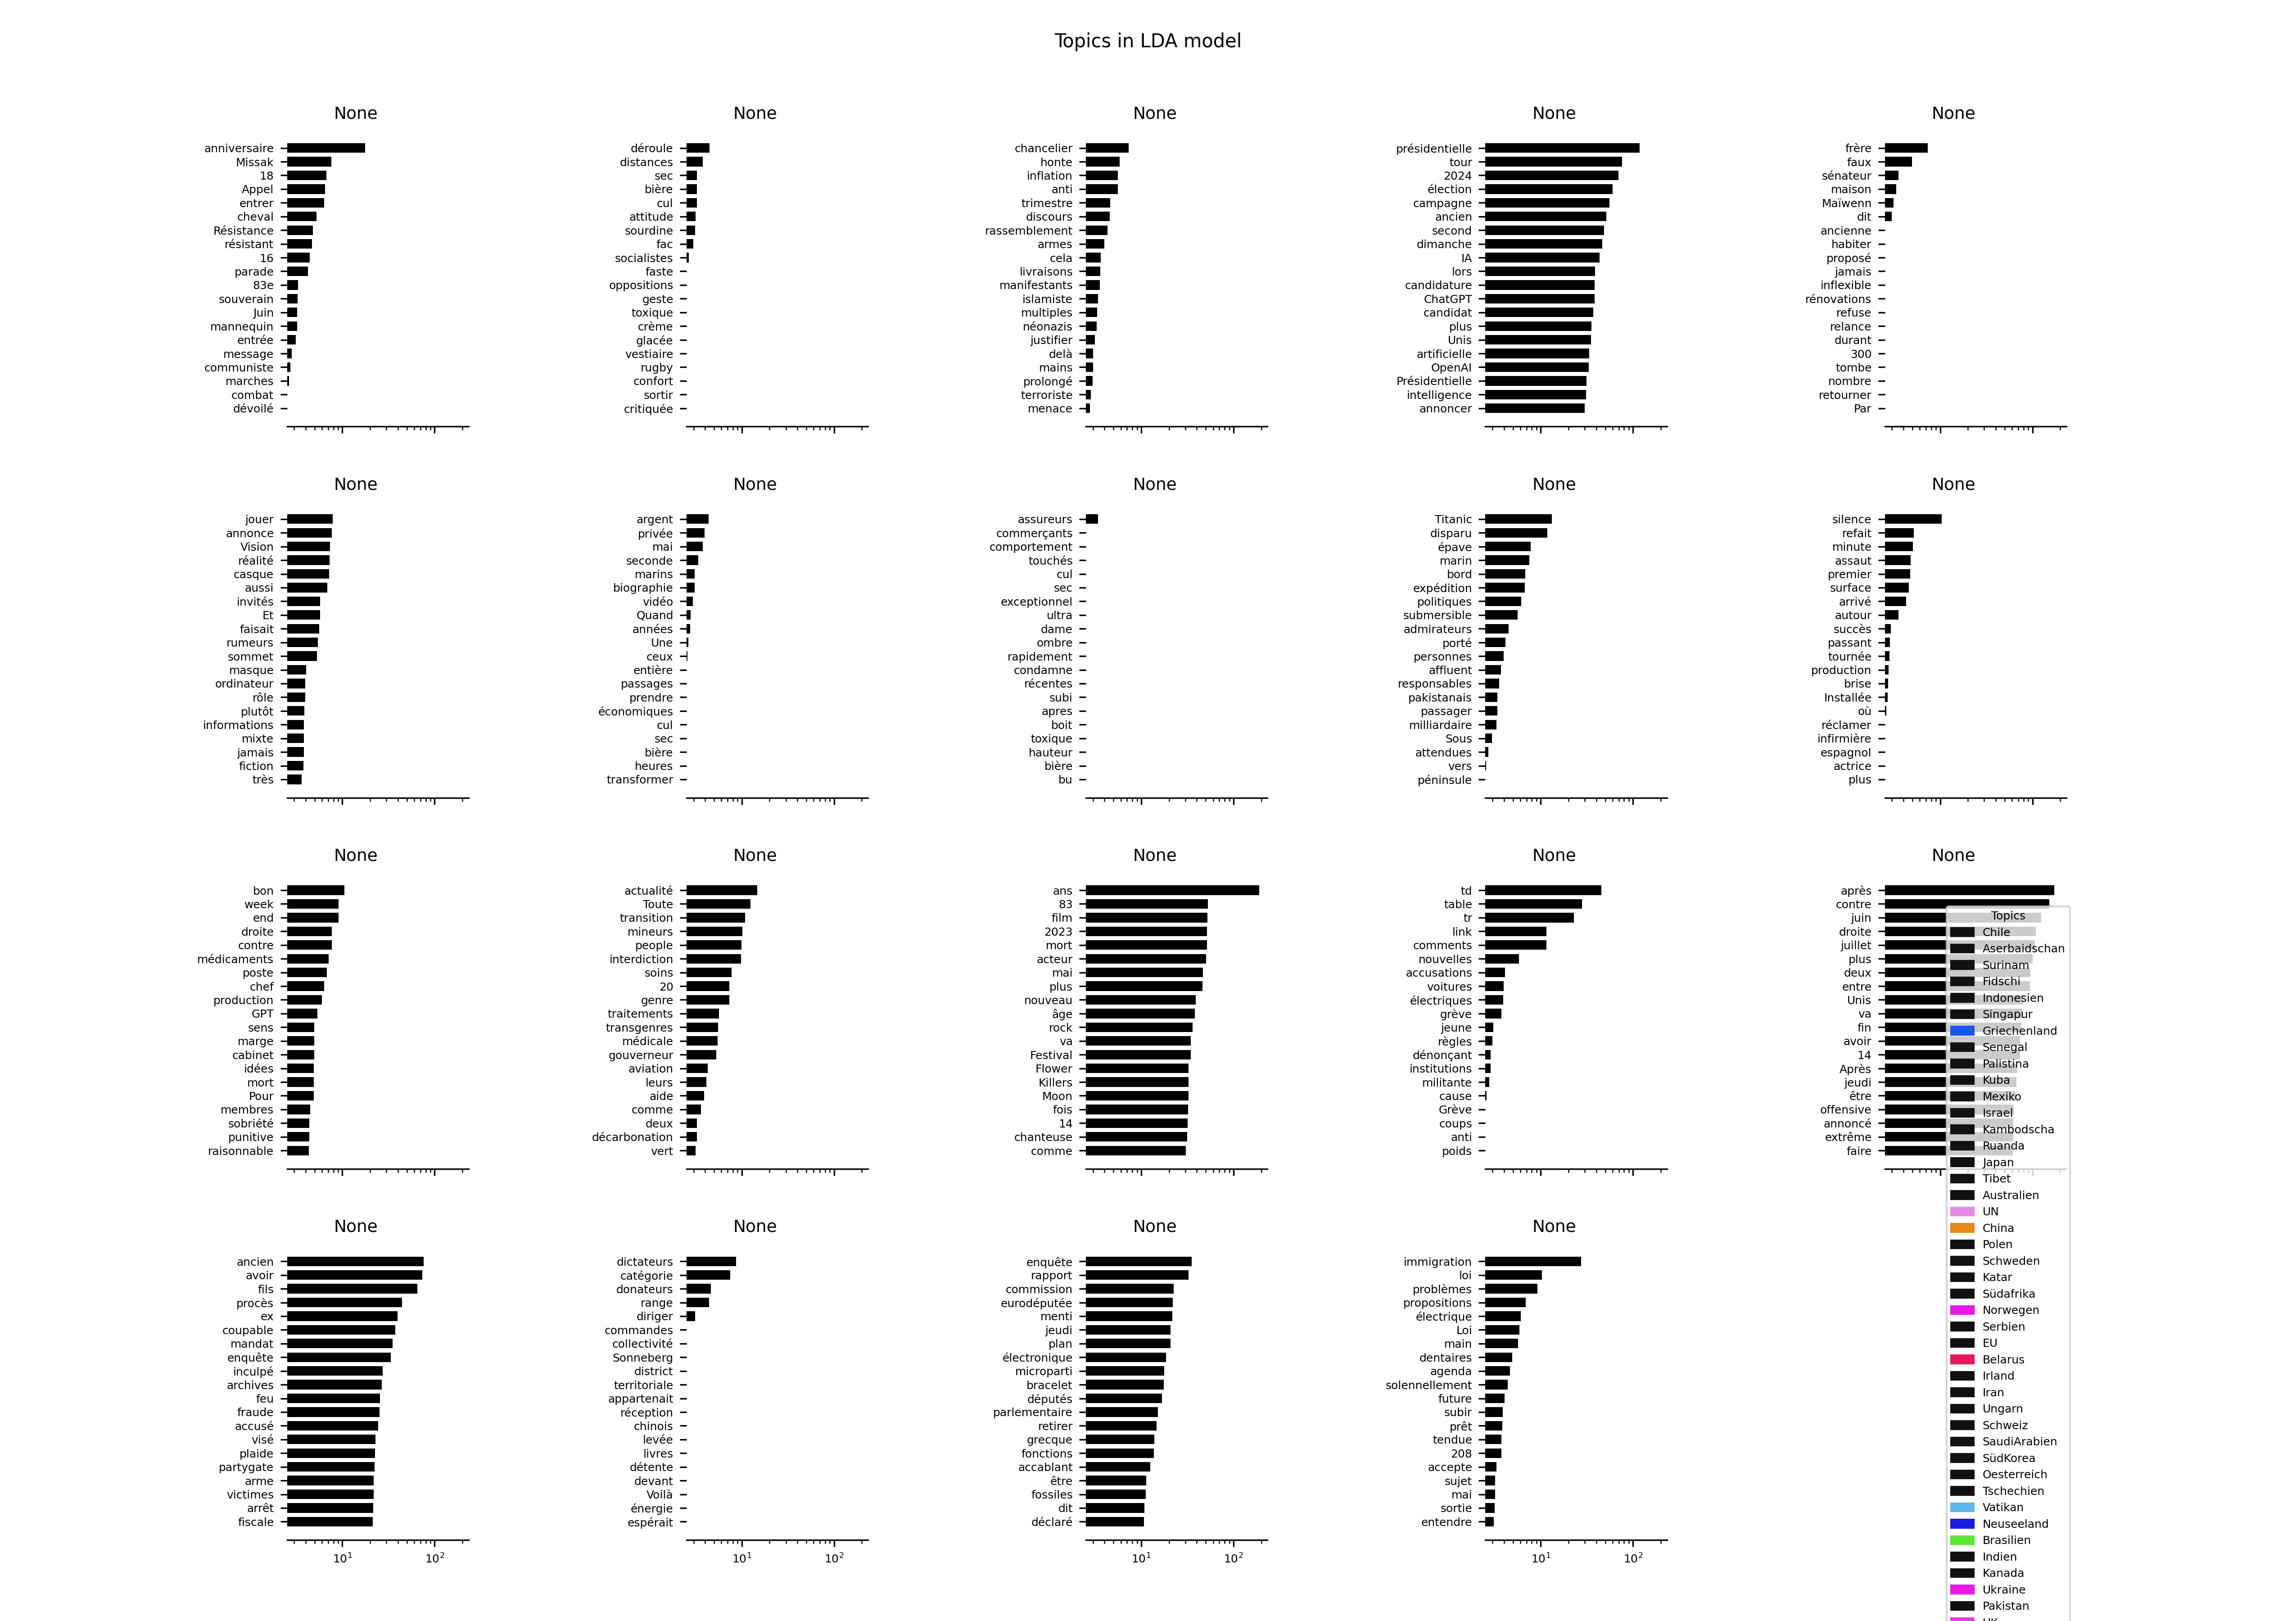 Topics in LDA model
None
anniversaire
Missak
18
Appel
entrer
cheval
Résistance
résistant
16
parade
83e
souverain
Juin
mannequin
entrée
message
communiste
marches
combat
dévoilé
None
déroule
distances
sec
bière
cul
attitude
sourdine
fac
socialistes
faste
oppositions
geste
toxique
crème
glacée
vestiaire
rugby
confort
sortir
critiquée
None
chancelier
honte
inflation
anti
trimestre
discours
rassemblement
armes
cela
livraisons
manifestants
islamiste
multiples
néonazis
justifier
delà
mains
prolongé
terroriste
menace
None
présidentielle
tour
2024
élection
campagne
ancien
second
dimanche
IA
lors
candidature
ChatGPT
candidat
plus
Unis
artificielle
OpenAI
Présidentielle
intelligence
annoncer
None
frère
faux
sénateur
maison
Maïwenn
dit
ancienne
habiter
proposé
jamais
inflexible
rénovations
refuse
relance
durant
300
tombe
nombre
retourner
Par
None
jouer
annonce
Vision
réalité
casque
aussi
invités
Et
faisait
rumeurs
sommet
masque
ordinateur
rôle
plutôt
informations
mixte
jamais
fiction
très
None
argent
privée
mai
seconde
marins
biographie
vidéo
Quand
années
Une
ceux
entière
passages
prendre
économiques
cul
sec
bière
heures
transformer
None
assureurs
commerçants
comportement
touchés
cul
sec
exceptionnel
ultra
dame
ombre
rapidement
condamne
récentes
subi
apres
boit
toxique
hauteur
bière
bu
None
Titanic
disparu
épave
marin
bord
expédition
politiques
submersible
admirateurs
porté
personnes
affluent
responsables
pakistanais
passager
milliardaire
Sous
attendues
vers
péninsule
None
silence
refait
minute
assaut
premier
surface
arrivé
autour
succès
passant
tournée
production
brise
Installée
où
réclamer
infirmière
espagnol
actrice
plus
None
bon
week
end
droite
contre
médicaments
poste
chef
production
GPT
sens
marge
cabinet
idées
mort
Pour
membres
sobriété
punitive
raisonnable
None
actualité
Toute
transition
mineurs
people
interdiction
soins
20
genre
traitements
transgenres
médicale
gouverneur
aviation
leurs
aide
comme
deux
décarbonation
vert
None
ans
83
film
2023
mort
acteur
mai
plus
nouveau
âge
rock
va
Festival
Flower
Killers
Moon
fois
14
chanteuse
comme
None
td
table
tr
link
comments
nouvelles
accusations
voitures
électriques
grève
jeune
règles
dénonçant
institutions
militante
cause
Grève
coups
anti
poids
None
après
contre
juin
droite
juillet
plus
deux
entre
Unis
va
fin
avoir
14
Après
jeudi
être
offensive
annoncé
extrême
faire
None
ancien
avoir
fils
procès
ex
coupable
mandat
enquête
inculpé
archives
feu
fraude
accusé
visé
plaide
partygate
arme
victimes
arrêt
fiscale
10¹ 10²
None
dictateurs
catégorie
donateurs
range
diriger
commandes
collectivité
Sonneberg
district
territoriale
appartenait
réception
chinois
levée
livres
détente
devant
Voilà
énergie
espérait
10¹ 10²
None
enquête
rapport
commission
eurodéputée
menti
jeudi
plan
électronique
microparti
bracelet
députés
parlementaire
retirer
grecque
fonctions
accablant
être
fossiles
dit
déclaré
10¹ 10²
None
immigration
loi
problèmes
propositions
électrique
Loi
main
dentaires
agenda
solennellement
future
subir
prêt
tendue
208
accepte
sujet
mai
sortie
entendre
10¹ 10²
Topics
Chile
Aserbaidschan
Surinam
Fidschi
Indonesien
Singapur
Griechenland
Senegal
Palistina
Kuba
Mexiko
Israel
Kambodscha
Ruanda
Japan
Tibet
Australien
UN
China
Polen
Schweden
Katar
Südafrika
Norwegen
Serbien
EU
Belarus
Irland
Iran
Ungarn
Schweiz
SaudiArabien
SüdKorea
Oesterreich
Tschechien
Vatikan
Neuseeland
Brasilien
Indien
Kanada
Ukraine
Pakistan